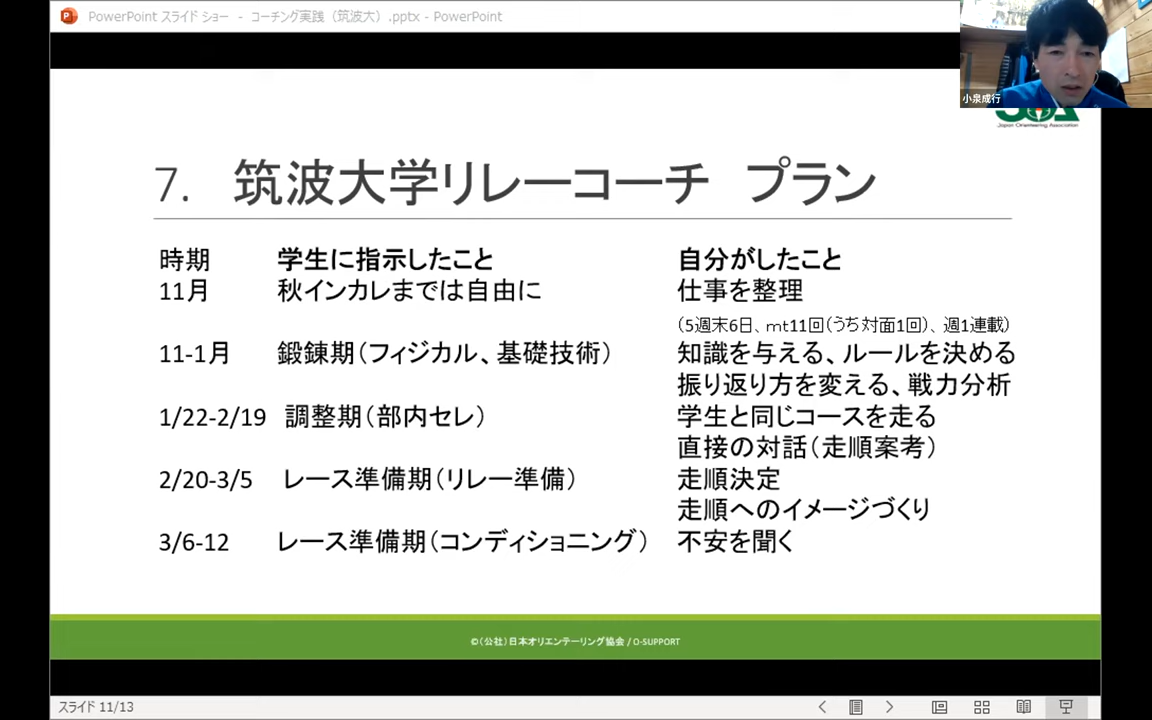 PowerPoint スライド ショー - コーチング実践（筑波大）.pptx - PowerPoint
小泉成行
Japan Orienteering Association
7. 筑波大学リレーコーチ プラン
時期 学生に指示したこと 自分がしたこと
11月 秋インカレまでは自由に 仕事を整理
（5週末6日、mt11回（うち対面1回）、週1連載）
11-1月 鍛錬期（フィジカル、基礎技術） 知識を与える、ルールを決める
振り返り方を変える、戦力分析
1/22-2/19 調整期（部内セレ） 学生と同じコースを走る
直接の対話（走順案考）
2/20-3/5 レース準備期（リレー準備） 走順決定
走順へのイメージづくり
3/6-12 レース準備期（コンディショニング） 不安を聞く
©（公社）日本オリエンテーリング協会 / O-SUPPORT
スライド 11/13